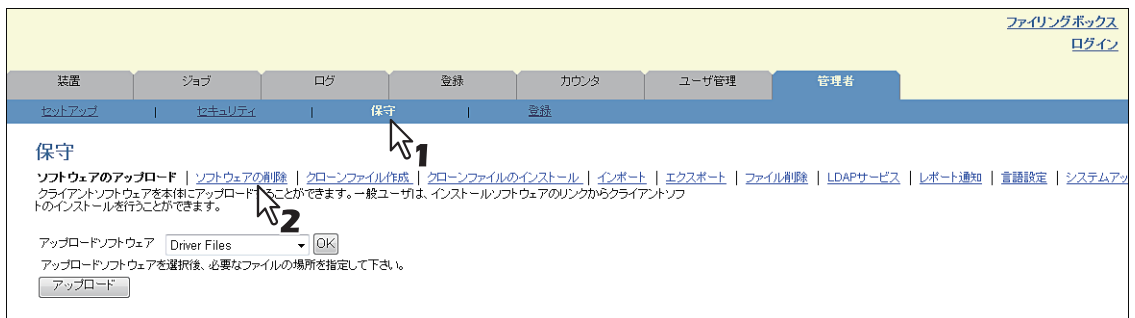 ファイリングボックス
ログイン
装置 ジョブ ログ 登録 カウンタ ユーザ管理 管理者
セットアップ | セキュリティ | 保守 | 登録
1
保守
ソフトウェアのアップロード | ソフトウェアの削除 | クローンファイル作成 | クローンファイルのインストール | インポート | エクスポート | ファイル削除 | LDAPサービス | レポート通知 | 言語設定 | システムアッ
クライアントソフトウェアを本体にアップロードすることができます。一般ユーザは、インストールソフトウェアのリンクからクライアントソフ
トのインストールを行うことができます。
2
アップロードソフトウェア Driver Files OK
アップロードソフトウェアを選択後、必要なファイルの場所を指定して下さい。
アップロード